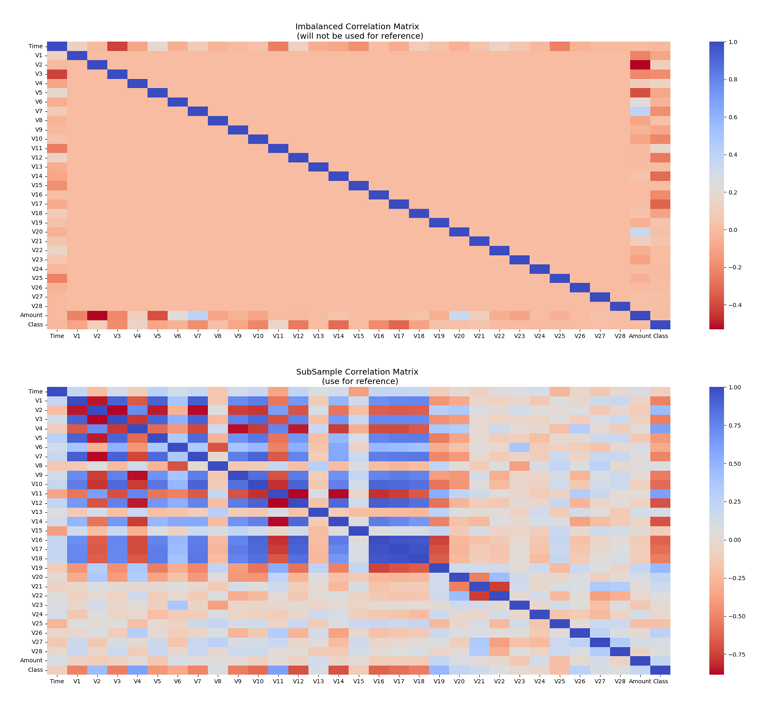 Imbalanced Correlation Matrix
(will not be used for reference)
Time
V1
V2
V3
V4
V5
V6
V7
V8
V9
V10
V11
V12
V13
V14
V15
V16
V17
V18
V19
V20
V21
V22
V23
V24
V25
V26
V27
V28
Amount
Class
Time V1 V2 V3 V4 V5 V6 V7 V8 V9 V10 V11 V12 V13 V14 V15 V16 V17 V18 V19 V20 V21 V22 V23 V24 V25 V26 V27 V28 Amount Class
1.0
0.8
0.6
0.4
0.2
0.0
−0.2
−0.4
SubSample Correlation Matrix
(use for reference)
Time
V1
V2
V3
V4
V5
V6
V7
V8
V9
V10
V11
V12
V13
V14
V15
V16
V17
V18
V19
V20
V21
V22
V23
V24
V25
V26
V27
V28
Amount
Class
Time V1 V2 V3 V4 V5 V6 V7 V8 V9 V10 V11 V12 V13 V14 V15 V16 V17 V18 V19 V20 V21 V22 V23 V24 V25 V26 V27 V28 Amount Class
1.00
0.75
0.50
0.25
0.00
−0.25
−0.50
−0.75